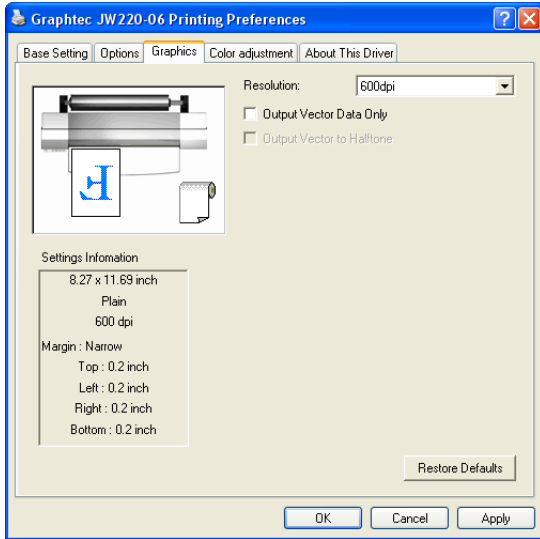 Graphtec JW220-06 Printing Preferences
Base Setting Options Graphics Color adjustment About This Driver
Resolution: 600dpi
Output Vector Data Only
Output Vector to Halftone
F
Settings Infomation
8.27 x 11.69 inch
Plain
600 dpi
Margin : Narrow
Top : 0.2 inch
Left : 0.2 inch
Right : 0.2 inch
Bottom : 0.2 inch
Restore Defaults
OK Cancel Apply